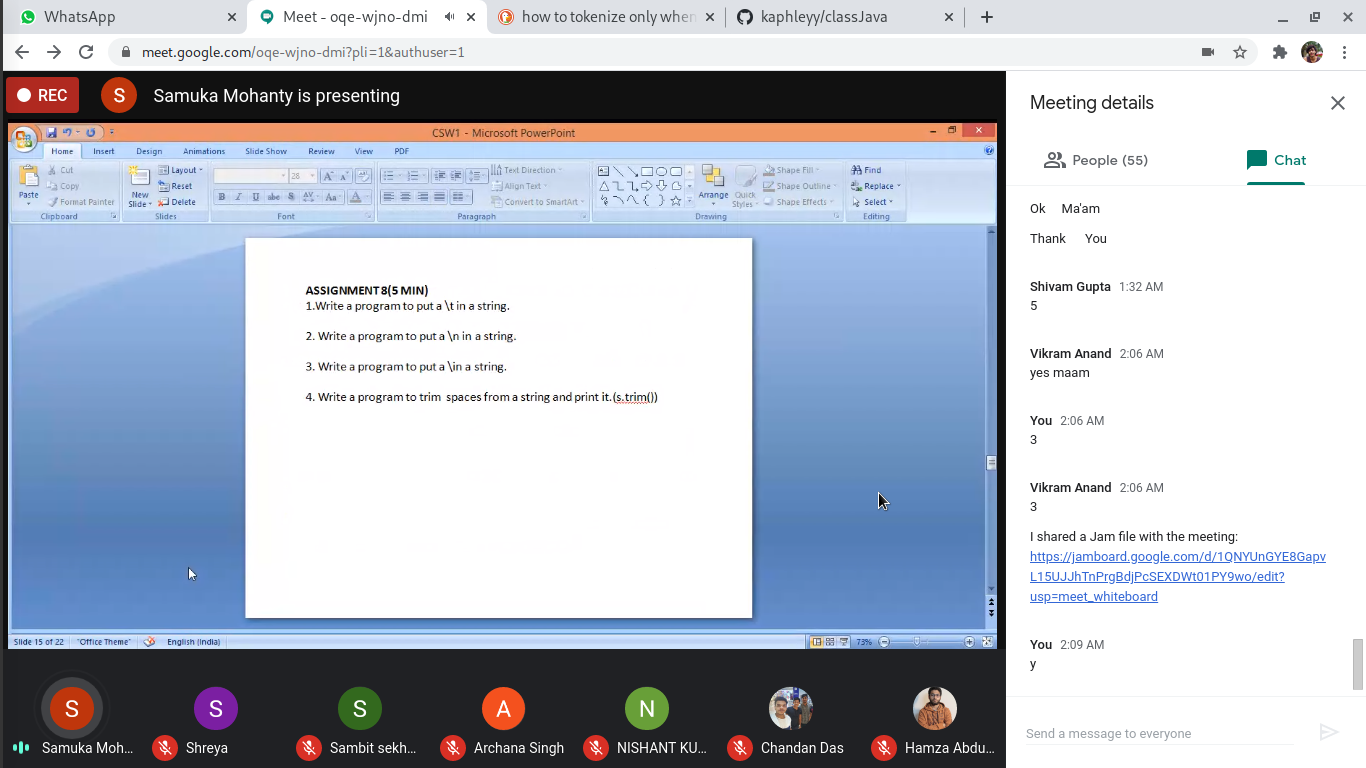 WhatsApp
Meet - oqe-wjno-dmi
how to tokenize only when
kaphleyy/classJava
meet.google.com/oqe-wjno-dmi?pli=1&authuser=1
REC
S
Samuka Mohanty is presenting
CSW1 - Microsoft PowerPoint
Home Insert Design Animations Slide Show Review View PDF
Paste
Cut
Copy
Format Painter
Clipboard
New Slide
Layout
Reset
Delete
Slides
28
B I U abc S AV Aa A
Font
Text Direction
Align Text
Convert to SmartArt
Paragraph
Arrange
Quick Styles
Shape Fill
Shape Outline
Shape Effects
Drawing
Find
Replace
Select
Editing
ASSIGNMENT 8(5 MIN)
1.Write a program to put a \t in a string.
2. Write a program to put a \n in a string.
3. Write a program to put a \in a string.
4. Write a program to trim  spaces from a string and print it.(s.trim())
Slide 15 of 22
"Office Theme"
English (India)
73%
S
Samuka Moh...
S
Shreya
S
Sambit sekh...
A
Archana Singh
N
NISHANT KU...
Chandan Das
Hamza Abdu...
Meeting details
People (55)
Chat
Ok Ma'am
Thank You
Shivam Gupta 1:32 AM
5
Vikram Anand 2:06 AM
yes maam
You 2:06 AM
3
Vikram Anand 2:06 AM
3
I shared a Jam file with the meeting:
https://jamboard.google.com/d/1QNYUnGYE8Gapv
L15UJJhTnPrgBdjPcSEXDWt01PY9wo/edit?
usp=meet_whiteboard
You 2:09 AM
y
Send a message to everyone